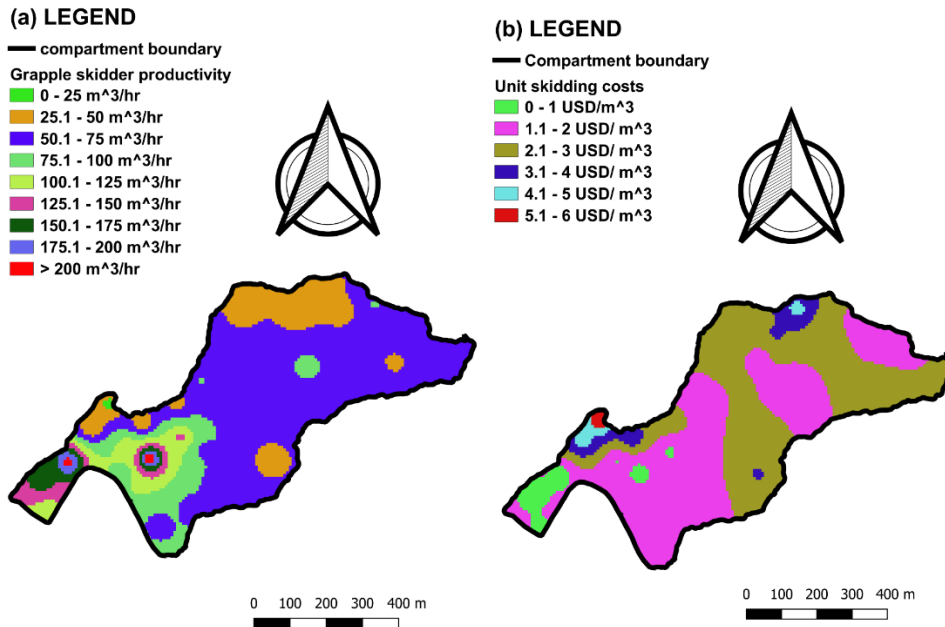 (a) LEGEND
compartment boundary
Grapple skidder productivity
0 - 25 m^3/hr
25.1 - 50 m^3/hr
50.1 - 75 m^3/hr
75.1 - 100 m^3/hr
100.1 - 125 m^3/hr
125.1 - 150 m^3/hr
150.1 - 175 m^3/hr
175.1 - 200 m^3/hr
> 200 m^3/hr
0 100 200 300 400 m
(b) LEGEND
Compartment boundary
Unit skidding costs
0 - 1 USD/m^3
1.1 - 2 USD/ m^3
2.1 - 3 USD/ m^3
3.1 - 4 USD/ m^3
4.1 - 5 USD/ m^3
5.1 - 6 USD/ m^3
0 100 200 300 400 m